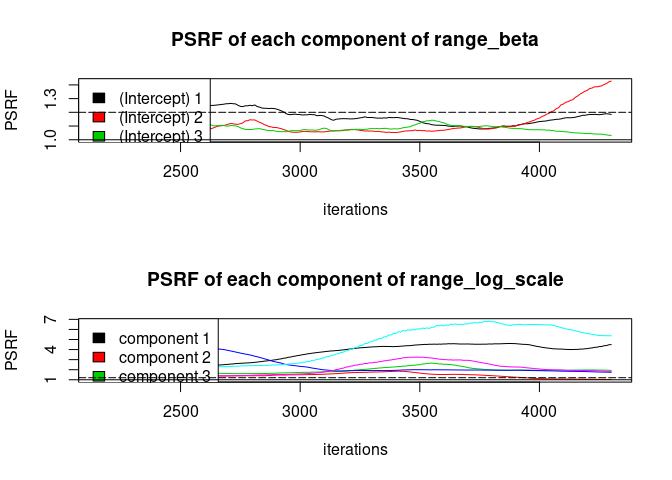 PSRF of each component of range_beta
PSRF
1.0 1.3
(Intercept) 1
(Intercept) 2
(Intercept) 3
2500 3000 3500 4000
iterations
PSRF of each component of range_log_scale
PSRF
1 4 7
component 1
component 2
component 3
2500 3000 3500 4000
iterations